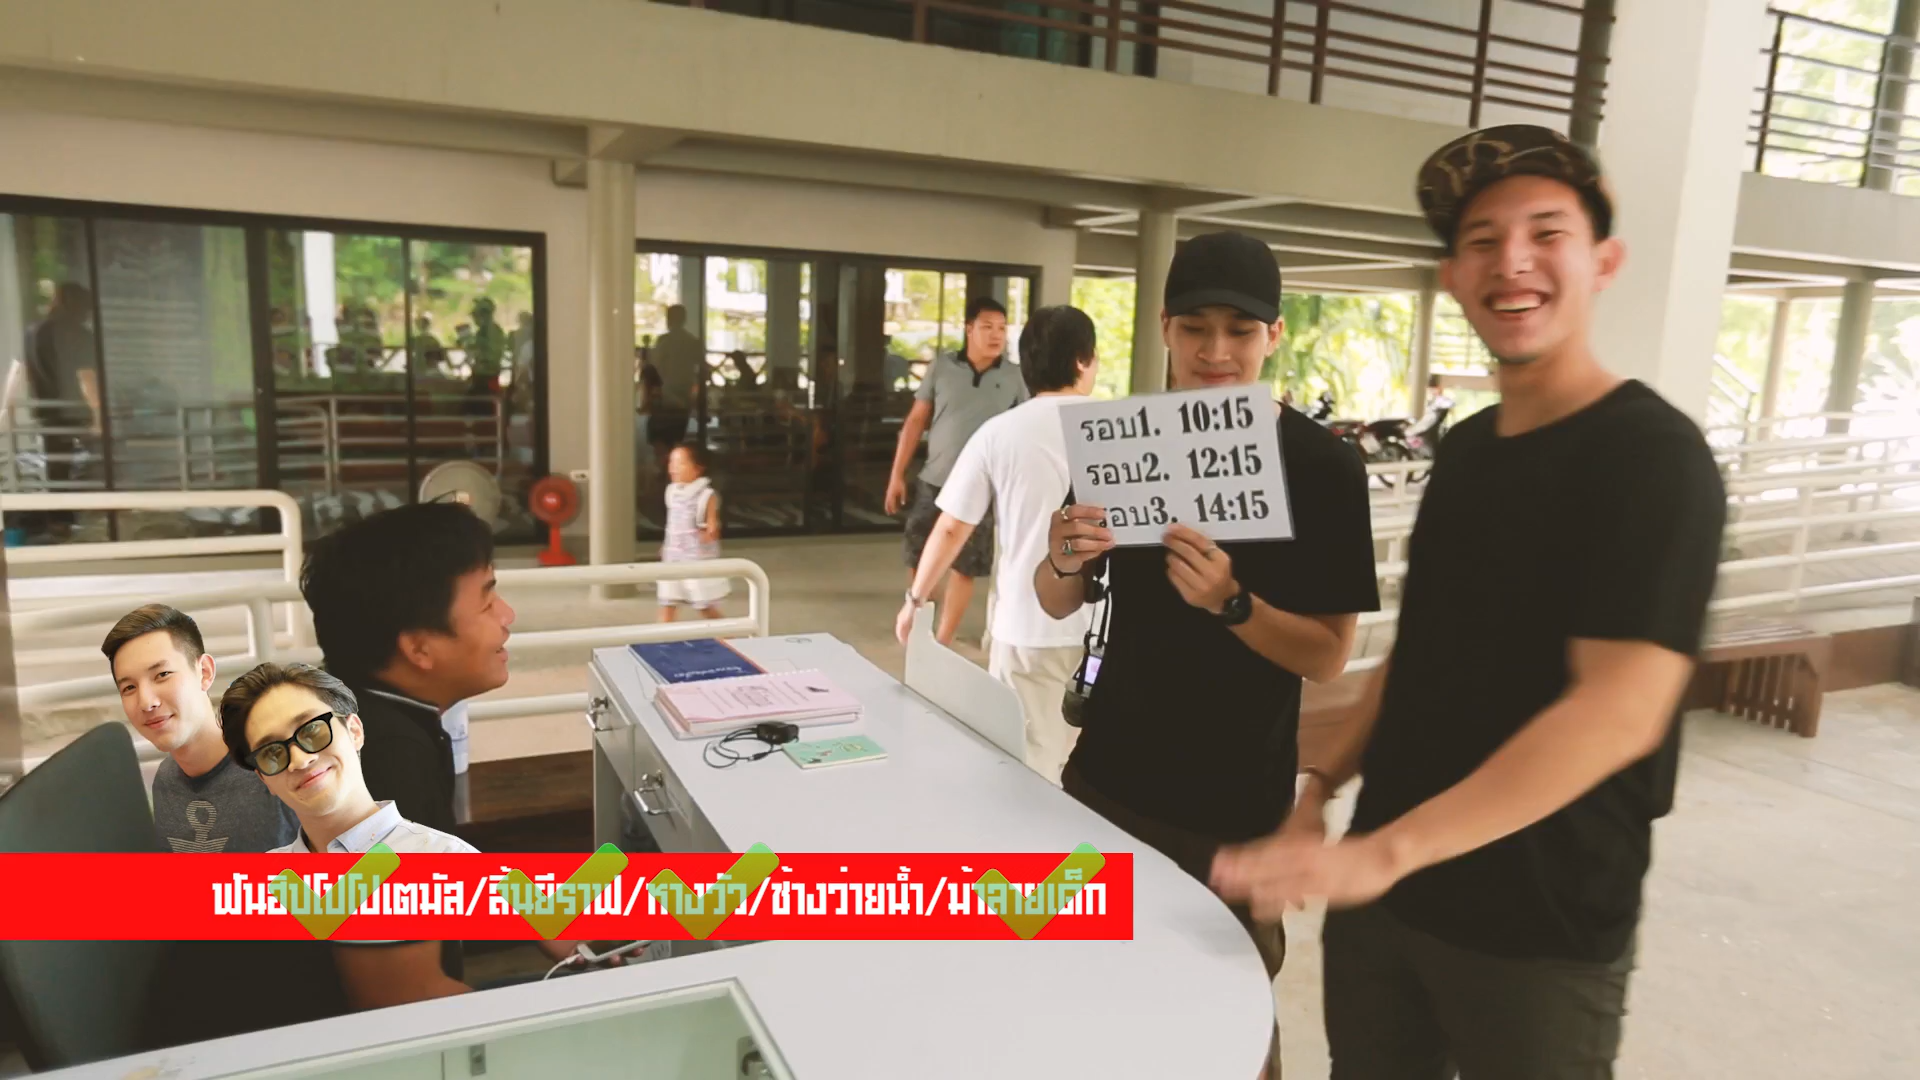 รอบ1. 10:15
รอบ2. 12:15
รอบ3. 14:15
ฟันฮิปโปโปเตมัส/ลิ้นยีราฟ/หางวัว/ช้างว่ายน้ำ/ม้าลายเด็ก